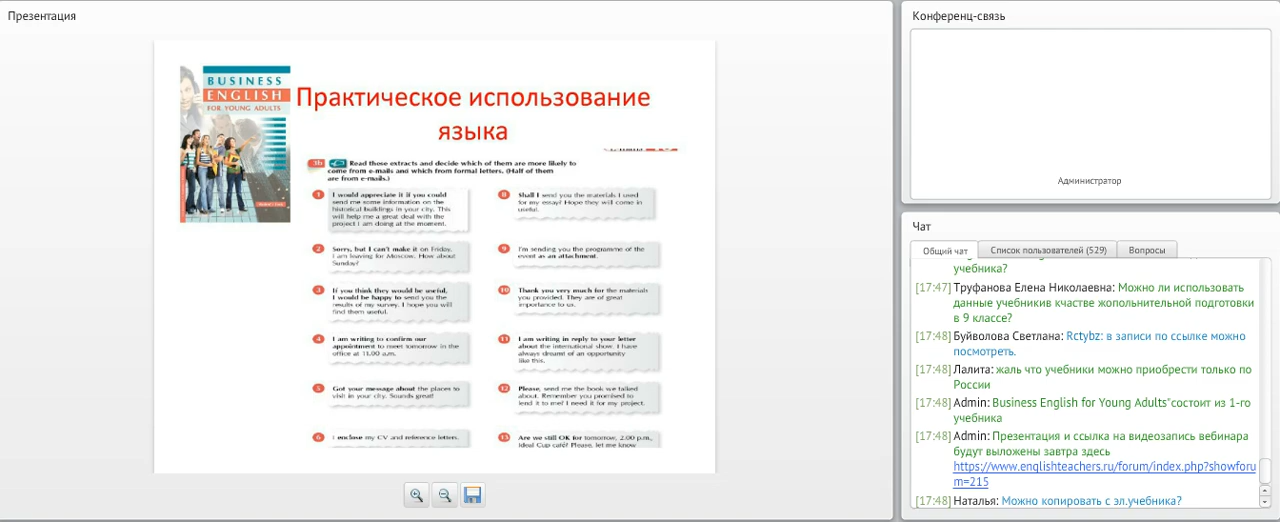 Презентация
BUSINESS
ENGLISH
FOR YOUNG ADULTS
Практическое использование
языка
3b Read these extracts and decide which of them are more likely to
come from e-mails and which from formal letters. (Half of them
are from e-mails.)
1 I would appreciate it if you could
send me some information on the
historical buildings in your city. This
will help me a great deal with the
project I am doing at the moment.
2 Sorry, but I can't make it on Friday.
I am leaving for Moscow. How about
Sunday?
3 If you think they would be useful,
I would be happy to send you the
results of my survey. I hope you will
find them useful.
4 I am writing to confirm our
appointment to meet tomorrow in the
office at 11.00 a.m.
5 Got your message about the places to
visit in your city. Sounds great!
6 I enclose my CV and reference letters.
8 Shall I send you the materials I used
for my essay? Hope they will come in
useful.
9 I'm sending you the programme of the
event as an attachment.
10 Thank you very much for the materials
you provided. They are of great
importance to us.
11 I am writing in reply to your letter
about the international show. I have
always dreamt of an opportunity
like this.
12 Please, send me the book we talked
about. Remember you promised to
lend it to me? I need it for my project.
13 Are we still OK for tomorrow, 2.00 p.m.,
Ideal Cup café? Please, let me know
Конференц-связь
Администратор
Чат
Общий чат
Список пользователей (529)
Вопросы
учебника?
[17:47] Труфанова Елена Николаевна: Можно ли использовать
данные учебникив кчастве жопольнительной подготовки
в 9 классе?
[17:48] Буйволова Светлана: Rctybz: в записи по ссылке можно
посмотреть.
[17:48] Лалита: жаль что учебники можно приобрести только по
России
[17:48] Admin: Business English for Young Adults"состоит из 1-го
учебника
[17:48] Admin: Презентация и ссылка на видеозапись вебинара
будут выложены завтра здесь
https://www.englishteachers.ru/forum/index.php?showforu
m=215
[17:48] Наталья: Можно копировать с эл.учебника?